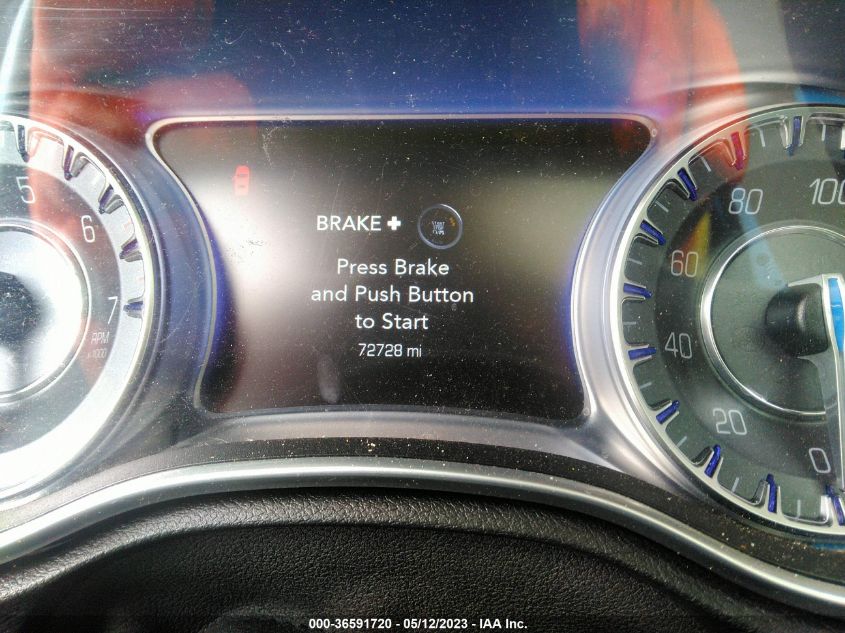 BRAKE +
START
STOP
Press Brake
and Push Button
to Start
72728 mi
5
6
7
RPM
x1000
100
80
60
40
20
0
000-36591720 - 05/12/2023 - IAA Inc.